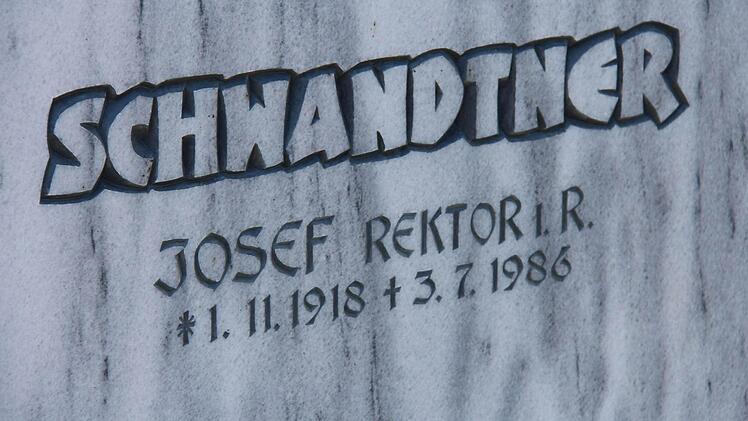 SCHWANDTNER
JOSEF REKTOR i. R.
* 1. 11. 1918 † 3. 7. 1986